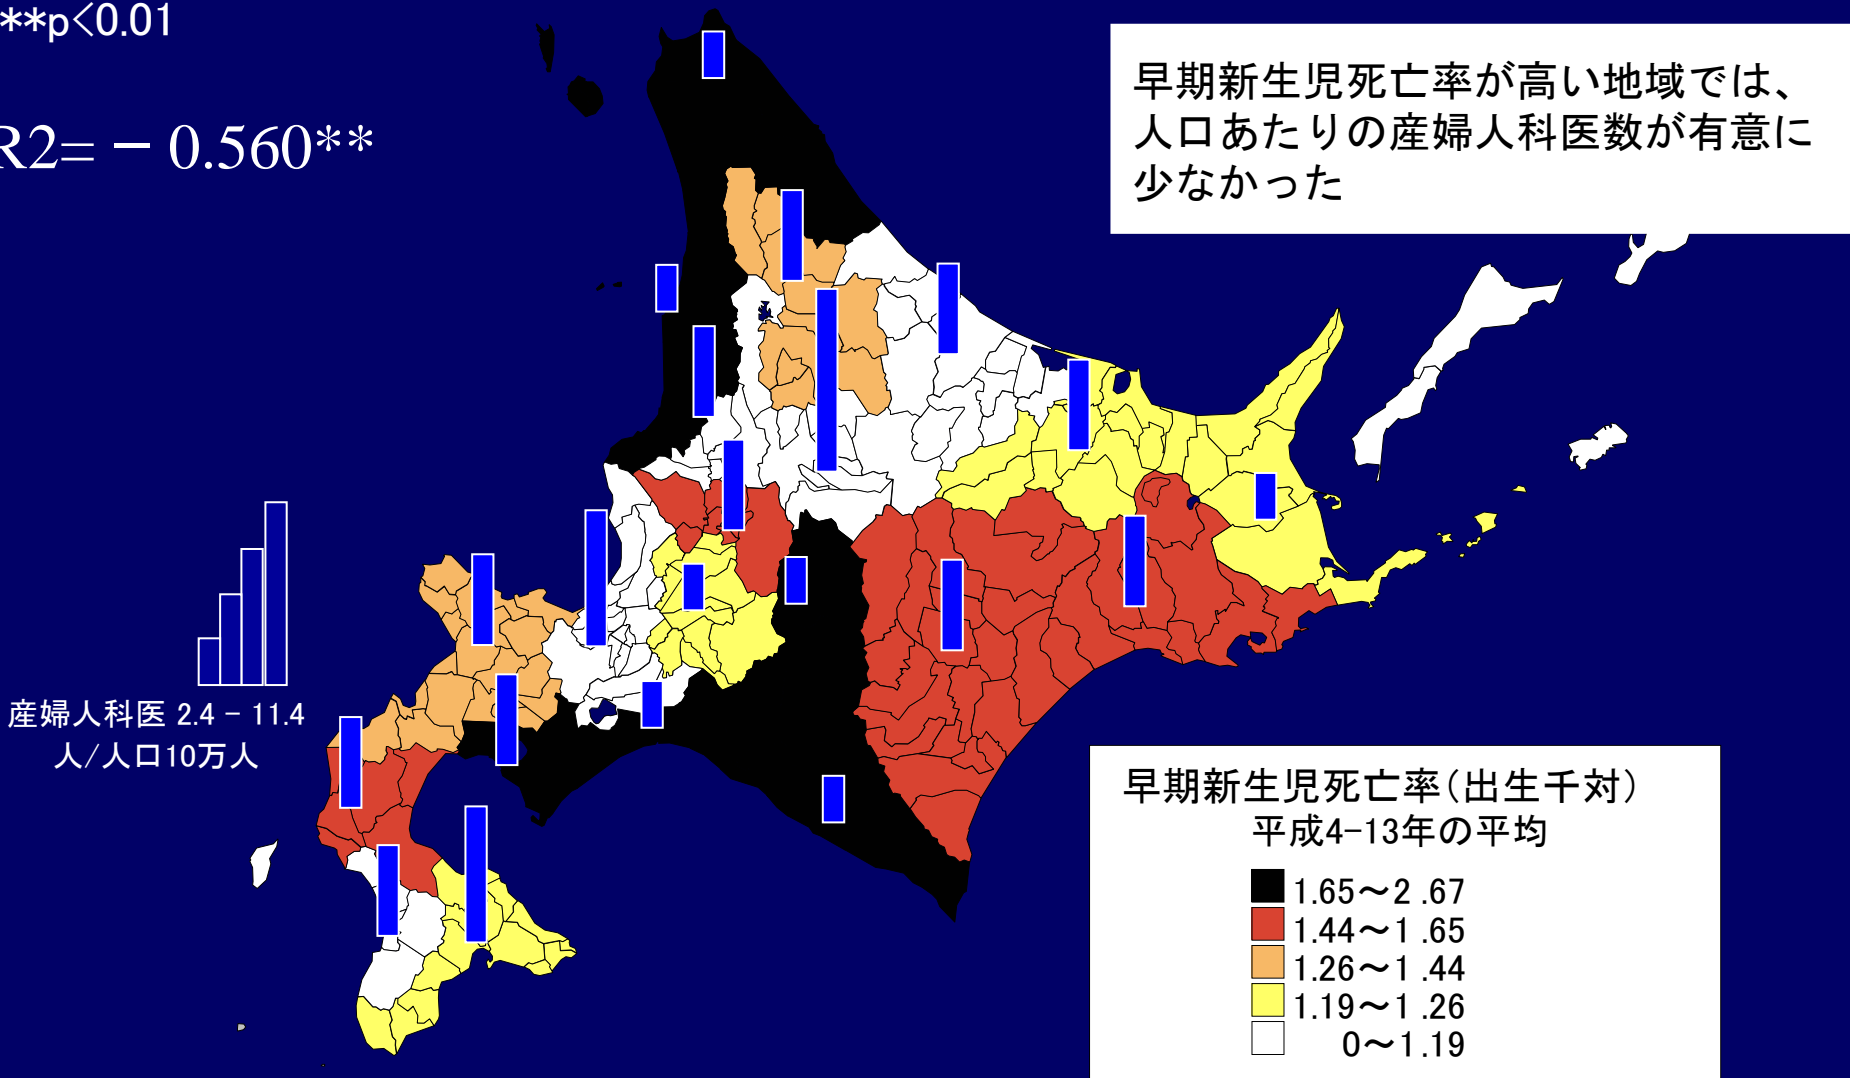 **p<0.01
R2= − 0.560**
早期新生児死亡率が高い地域では、
人口あたりの産婦人科医数が有意に
少なかった
産婦人科医 2.4 - 11.4
人/人口10万人
早期新生児死亡率(出生千対)
平成4-13年の平均
1.65～2.67
1.44～1.65
1.26～1.44
1.19～1.26
0～1.19